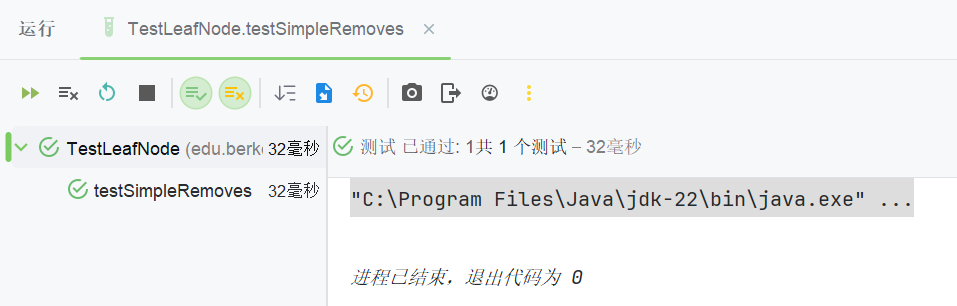 运行 TestLeafNode.testSimpleRemoves
TestLeafNode (edu.berke 32毫秒
测试 已通过: 1共 1 个测试 – 32毫秒
testSimpleRemoves 32毫秒
"C:\Program Files\Java\jdk-22\bin\java.exe" ...
进程已结束，退出代码为 0